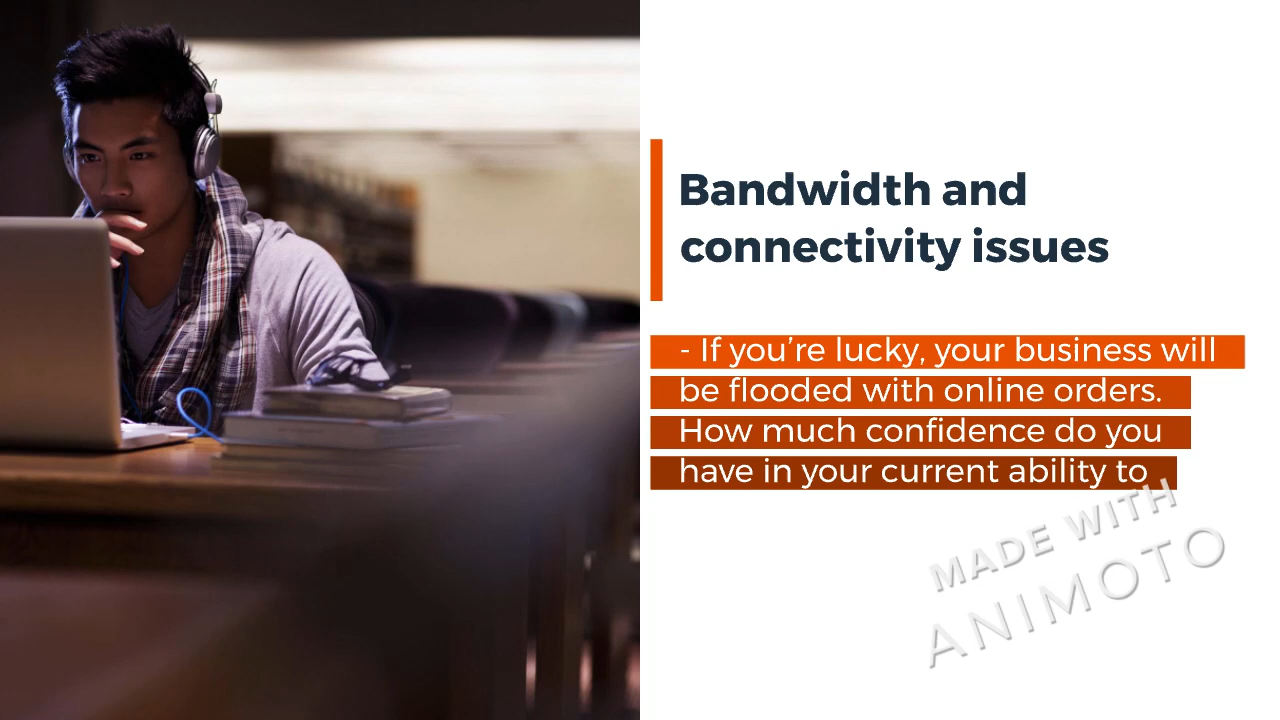 Bandwidth and
connectivity issues
- If you're lucky, your business will
be flooded with online orders.
How much confidence do you
have in your current ability to
MADE WITH
ANIMOTO